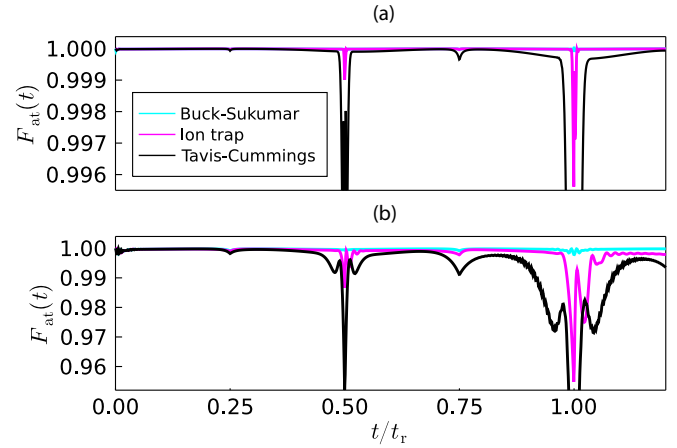 (a)
1.000
0.999
0.998
0.997
0.996
F_at(t)
Buck-Sukumar
Ion trap
Tavis-Cummings
(b)
1.00
0.99
0.98
0.97
0.96
F_at(t)
0.00 0.25 0.50 0.75 1.00
t/t_r